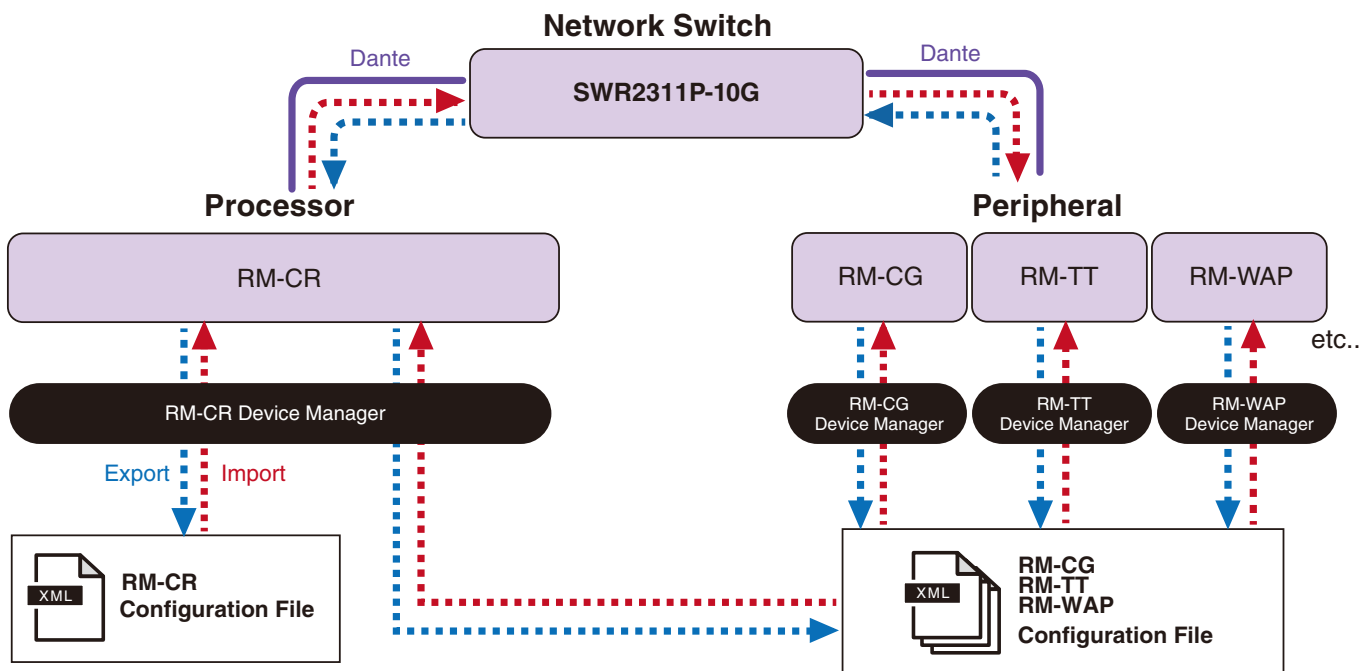 Network Switch
Dante
Dante
SWR2311P-10G
Processor
Peripheral
RM-CR
RM-CG
RM-TT
RM-WAP
etc..
RM-CR Device Manager
RM-CG
Device Manager
RM-TT
Device Manager
RM-WAP
Device Manager
Export
Import
XML
RM-CR
Configuration File
XML
RM-CG
RM-TT
RM-WAP
Configuration File